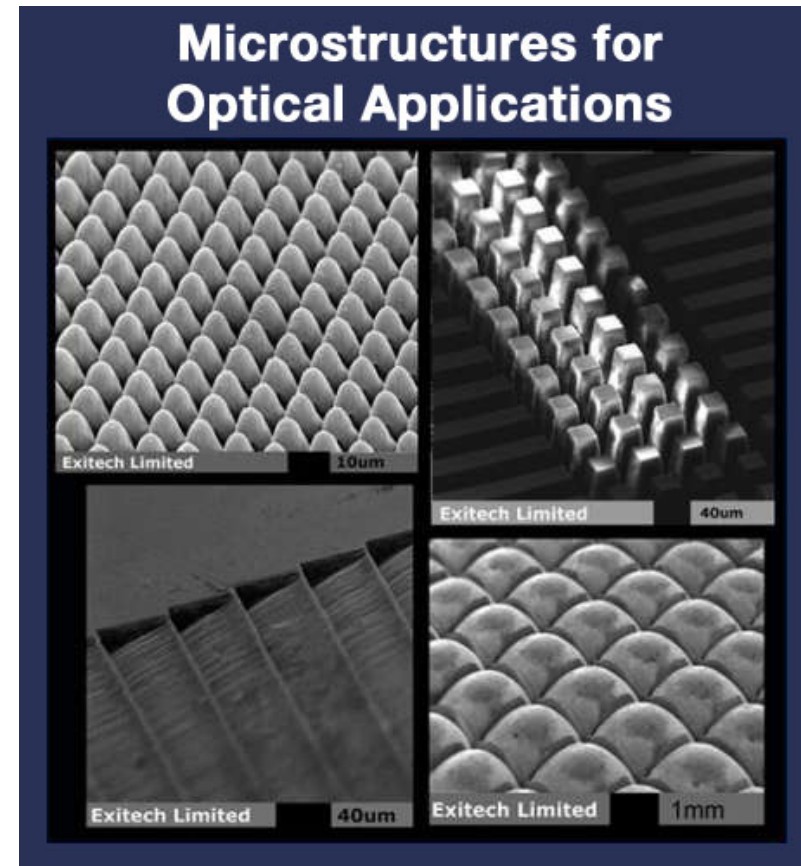 Microstructures for
Optical Applications
Exitech Limited 10um
Exitech Limited 40um
Exitech Limited 40um
Exitech Limited 1mm